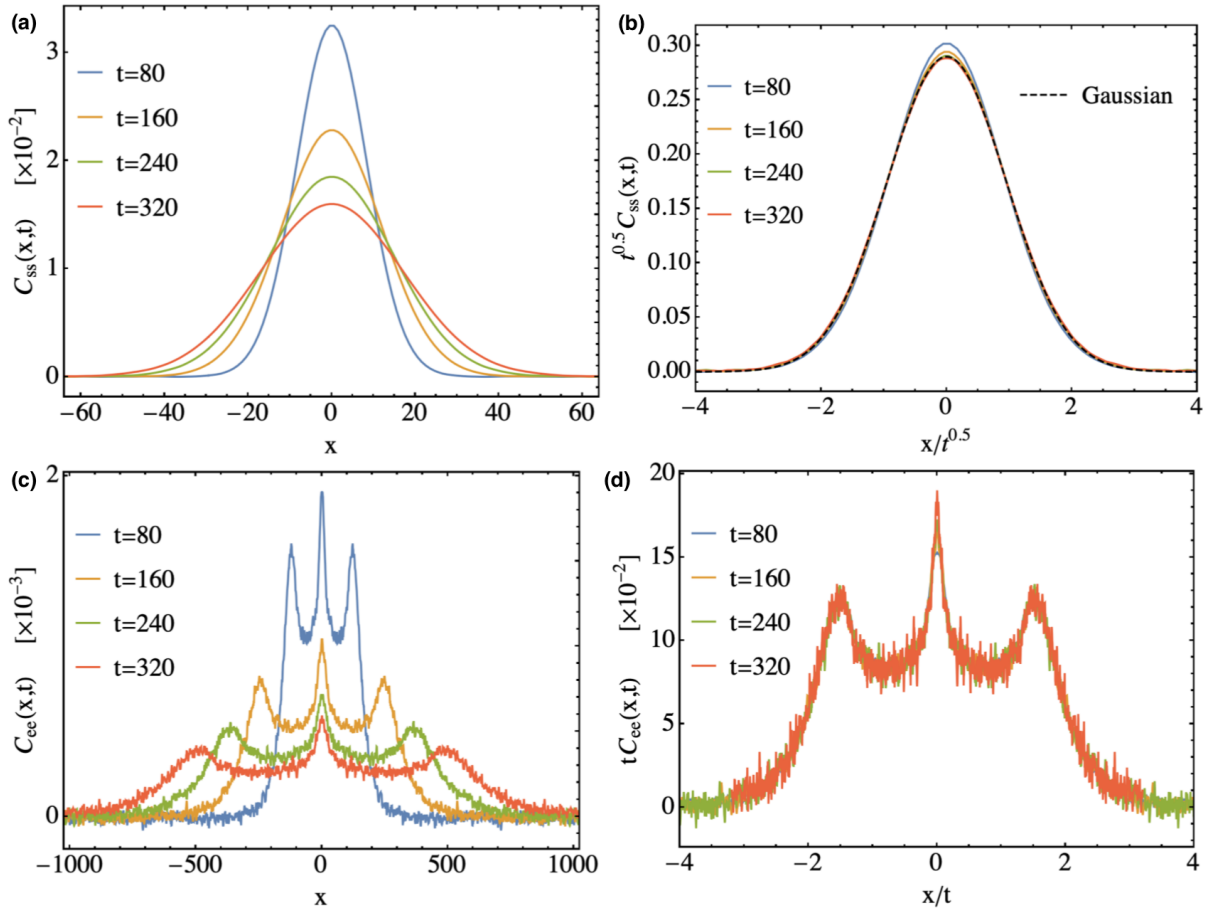 (a)
3
2
1
0
C_ss(x,t) [×10^-2]
t=80
t=160
t=240
t=320
−60 −40 −20 0 20 40 60
x
(b)
0.30
0.25
0.20
0.15
0.10
0.05
0.00
t^0.5 C_ss(x,t)
t=80
t=160
t=240
t=320
Gaussian
−4 −2 0 2 4
x/t^0.5
(c)
2
0
C_ee(x,t) [×10^-3]
t=80
t=160
t=240
t=320
−1000 −500 0 500 1000
x
(d)
20
15
10
5
0
tC_ee(x,t) [×10^-2]
t=80
t=160
t=240
t=320
−4 −2 0 2 4
x/t